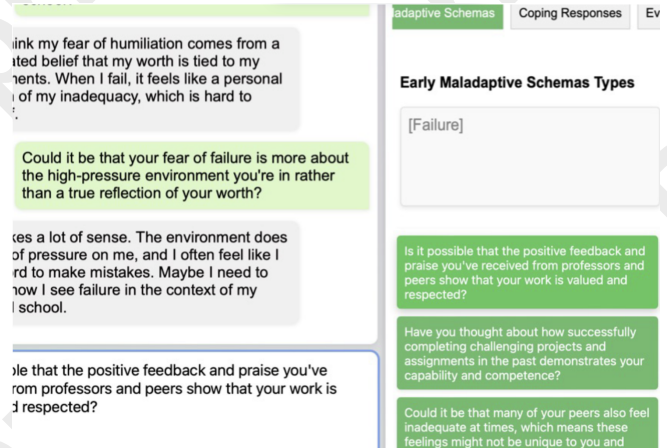 ink my fear of humiliation comes from a
ated belief that my worth is tied to my
nents. When I fail, it feels like a personal
of my inadequacy, which is hard to
Could it be that your fear of failure is more about
the high-pressure environment you're in rather
than a true reflection of your worth?
kes a lot of sense. The environment does
of pressure on me, and I often feel like I
rd to make mistakes. Maybe I need to
now I see failure in the context of my
school.
ble that the positive feedback and praise you've
rom professors and peers show that your work is
d respected?
ladaptive Schemas
Coping Responses
Ev
Early Maladaptive Schemas Types
[Failure]
Is it possible that the positive feedback and
praise you've received from professors and
peers show that your work is valued and
respected?
Have you thought about how successfully
completing challenging projects and
assignments in the past demonstrates your
capability and competence?
Could it be that many of your peers also feel
inadequate at times, which means these
feelings might not be unique to you and